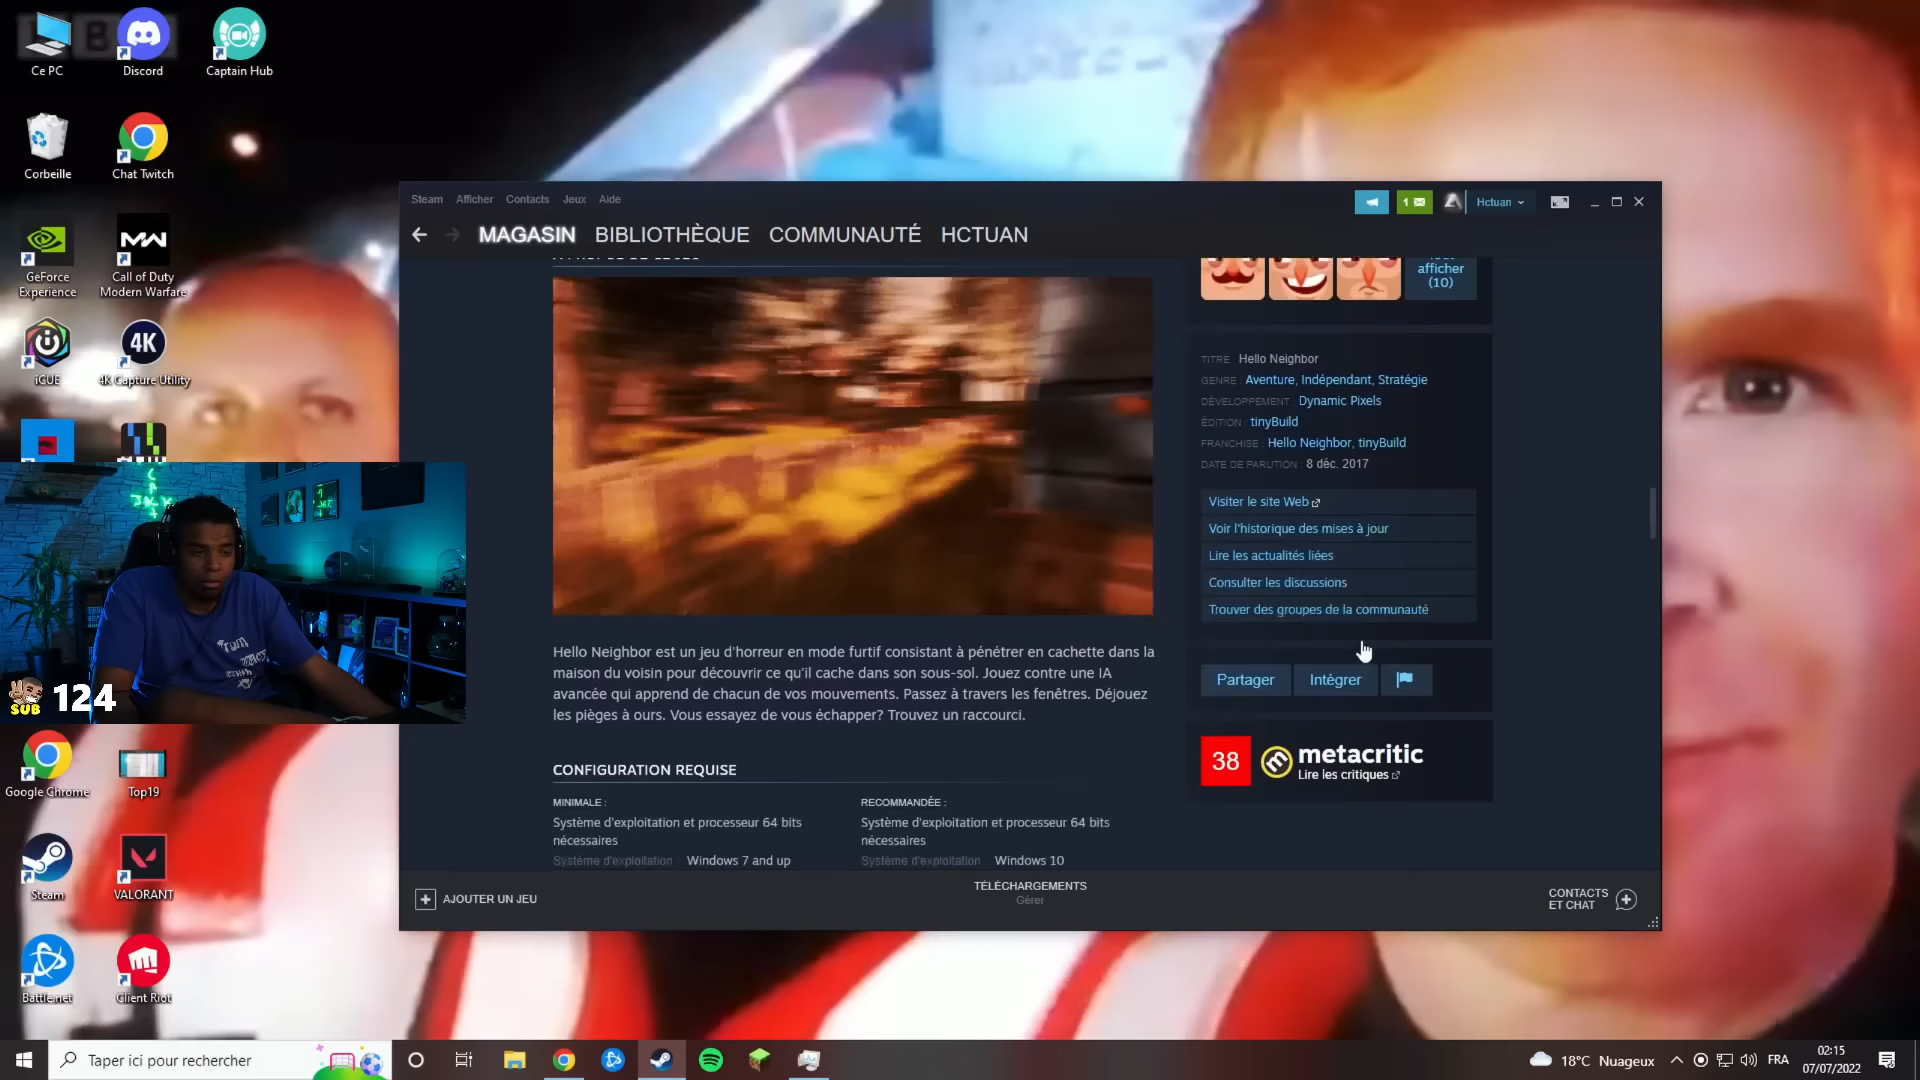 Ce PC
Discord
Captain Hub
Corbeille
Chat Twitch
GeForce
Experience
Call of Duty
Modern Warfare
iCUE
4K
4K Capture Utility
SUB 124
Google Chrome
Top19
Steam
VALORANT
Battle.net
Client Riot
Steam Afficher Contacts Jeux Aide
1
Hctuan
MAGASIN BIBLIOTHÈQUE COMMUNAUTÉ HCTUAN
afficher
(10)
TITRE : Hello Neighbor
GENRE : Aventure, Indépendant, Stratégie
DÉVELOPPEMENT : Dynamic Pixels
ÉDITION : tinyBuild
FRANCHISE : Hello Neighbor, tinyBuild
DATE DE PARUTION : 8 déc. 2017
Visiter le site Web
Voir l'historique des mises à jour
Lire les actualités liées
Consulter les discussions
Trouver des groupes de la communauté
Partager Intégrer
38 metacritic
Lire les critiques
Hello Neighbor est un jeu d'horreur en mode furtif consistant à pénétrer en cachette dans la
maison du voisin pour découvrir ce qu'il cache dans son sous-sol. Jouez contre une IA
avancée qui apprend de chacun de vos mouvements. Passez à travers les fenêtres. Déjouez
les pièges à ours. Vous essayez de vous échapper? Trouvez un raccourci.
CONFIGURATION REQUISE
MINIMALE :
Système d'exploitation et processeur 64 bits
nécessaires
Système d'exploitation Windows 7 and up
RECOMMANDÉE :
Système d'exploitation et processeur 64 bits
nécessaires
Système d'exploitation Windows 10
AJOUTER UN JEU
TÉLÉCHARGEMENTS
Gérer
CONTACTS
ET CHAT
Taper ici pour rechercher
18°C Nuageux
FRA
02:15
07/07/2022